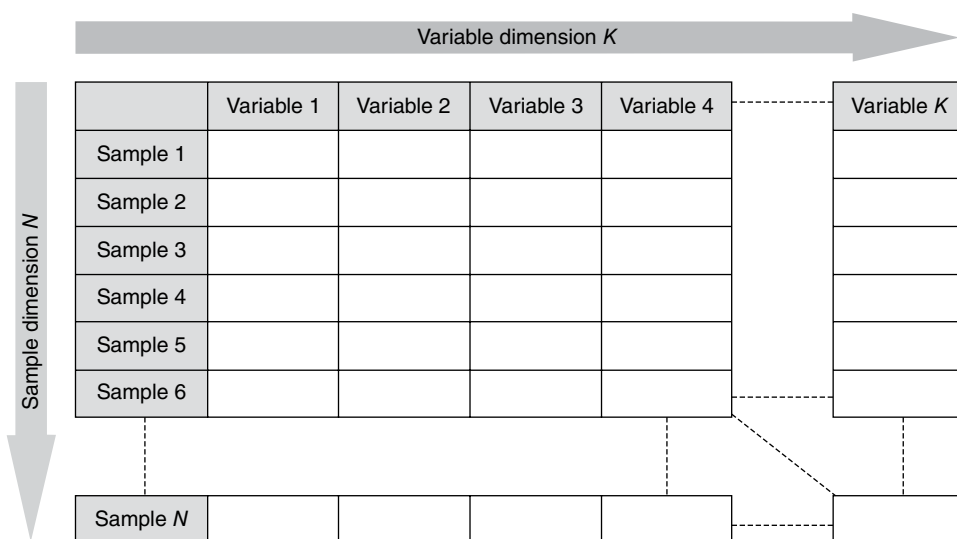 Variable dimension K
Sample dimension N
Variable 1 Variable 2 Variable 3 Variable 4 Variable K
Sample 1
Sample 2
Sample 3
Sample 4
Sample 5
Sample 6
Sample N